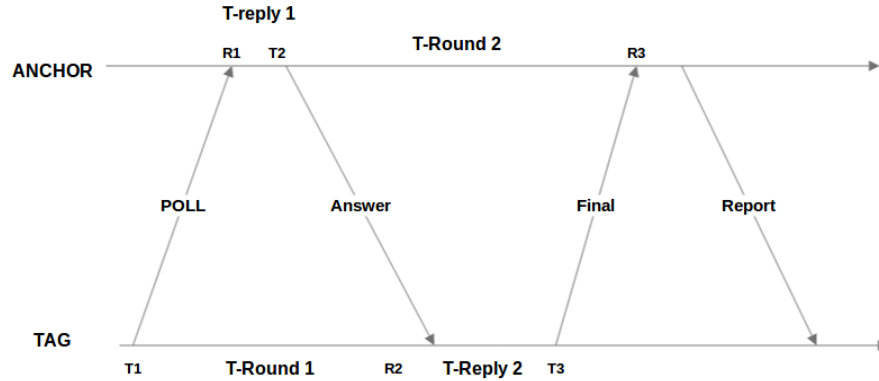 T-reply 1
R1 T2 T-Round 2 R3
ANCHOR
POLL Answer Final Report
TAG
T1 T-Round 1 R2 T-Reply 2 T3